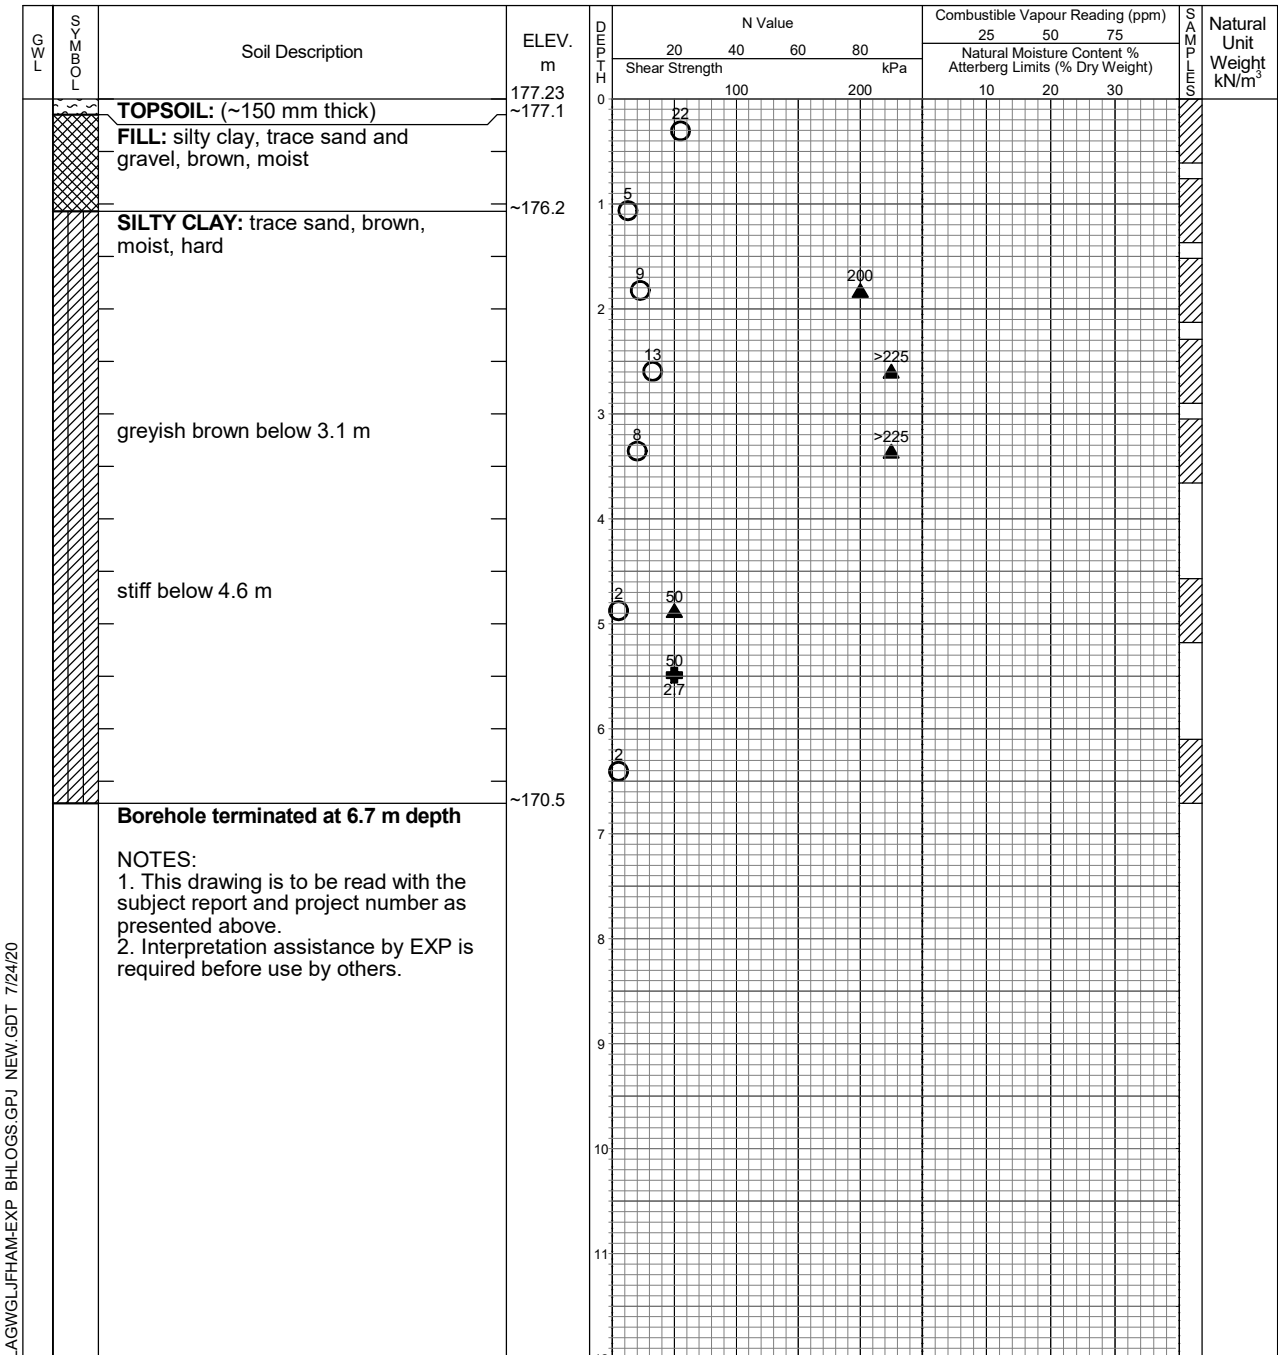 GWL
SYMBOL
Soil Description
ELEV.
m
DEPTH
N Value
20 40 60 80
Shear Strength kPa
100 200
Combustible Vapour Reading (ppm)
25 50 75
Natural Moisture Content %
Atterberg Limits (% Dry Weight)
10 20 30
SAMPLES
Natural
Unit
Weight
kN/m³
177.23
0
TOPSOIL: (~150 mm thick)
~177.1
22
FILL: silty clay, trace sand and
gravel, brown, moist
5
1
~176.2
SILTY CLAY: trace sand, brown,
moist, hard
9
200
2
13
>225
3
greyish brown below 3.1 m
8
>225
4
stiff below 4.6 m
2
50
5
50
2.7
6
2
~170.5
Borehole terminated at 6.7 m depth
7
NOTES:
1. This drawing is to be read with the
subject report and project number as
presented above.
2. Interpretation assistance by EXP is
required before use by others.
8
9
10
11
AGWGLJFHAM-EXP BHLOGS.GPJ NEW.GDT 7/24/20